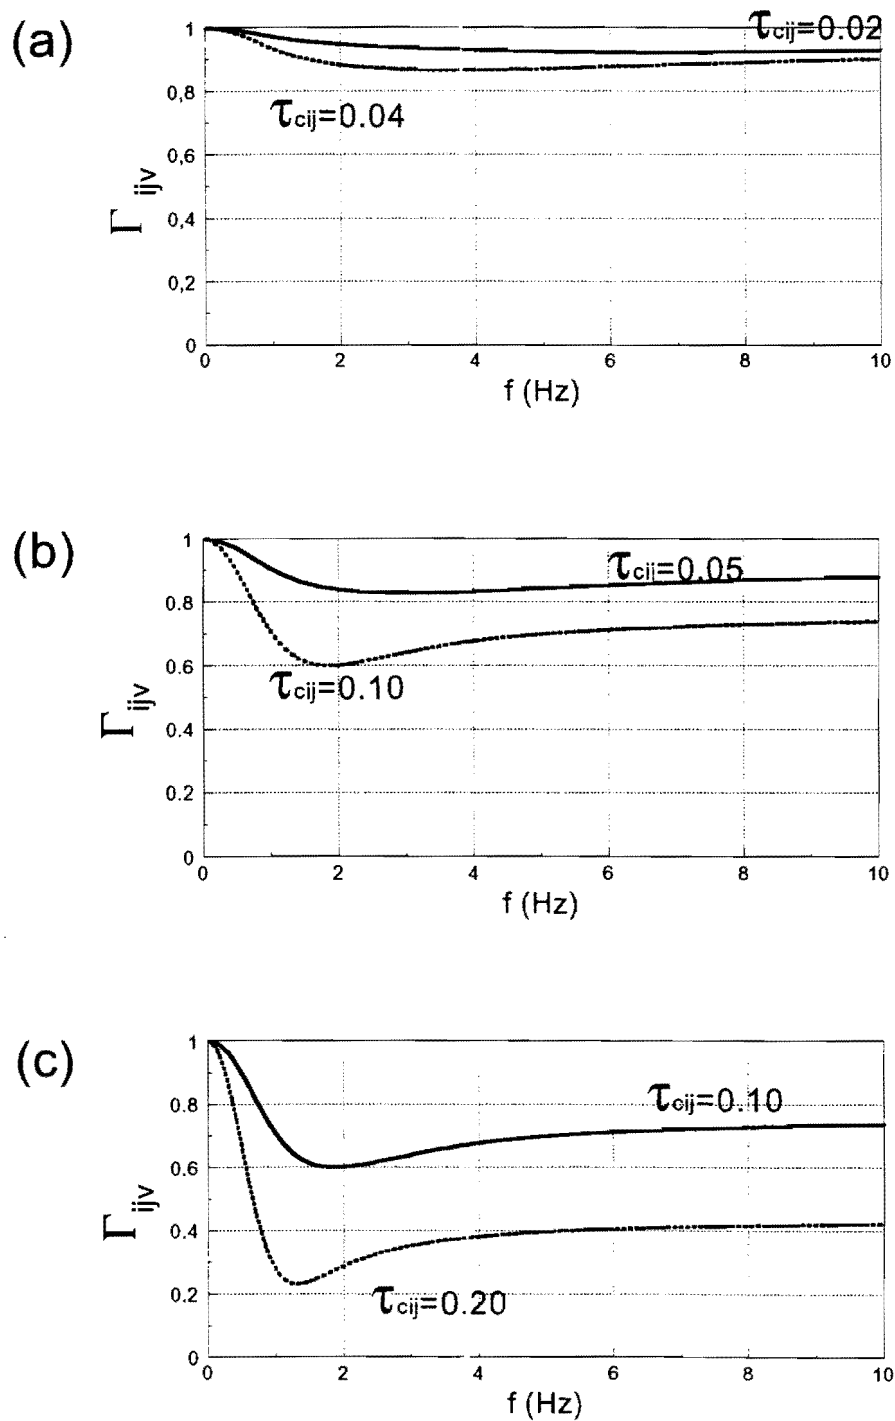 (a)
τcij=0.02
τcij=0.04
Γijv
1
0,8
0,6
0,4
0,2
0
0 2 4 6 8 10
f (Hz)
(b)
τcij=0.05
τcij=0.10
Γijv
1
0.8
0.6
0.4
0.2
0
0 2 4 6 8 10
f (Hz)
(c)
τcij=0.10
τcij=0.20
Γijv
1
0.8
0.6
0.4
0.2
0
0 2 4 6 8 10
f (Hz)